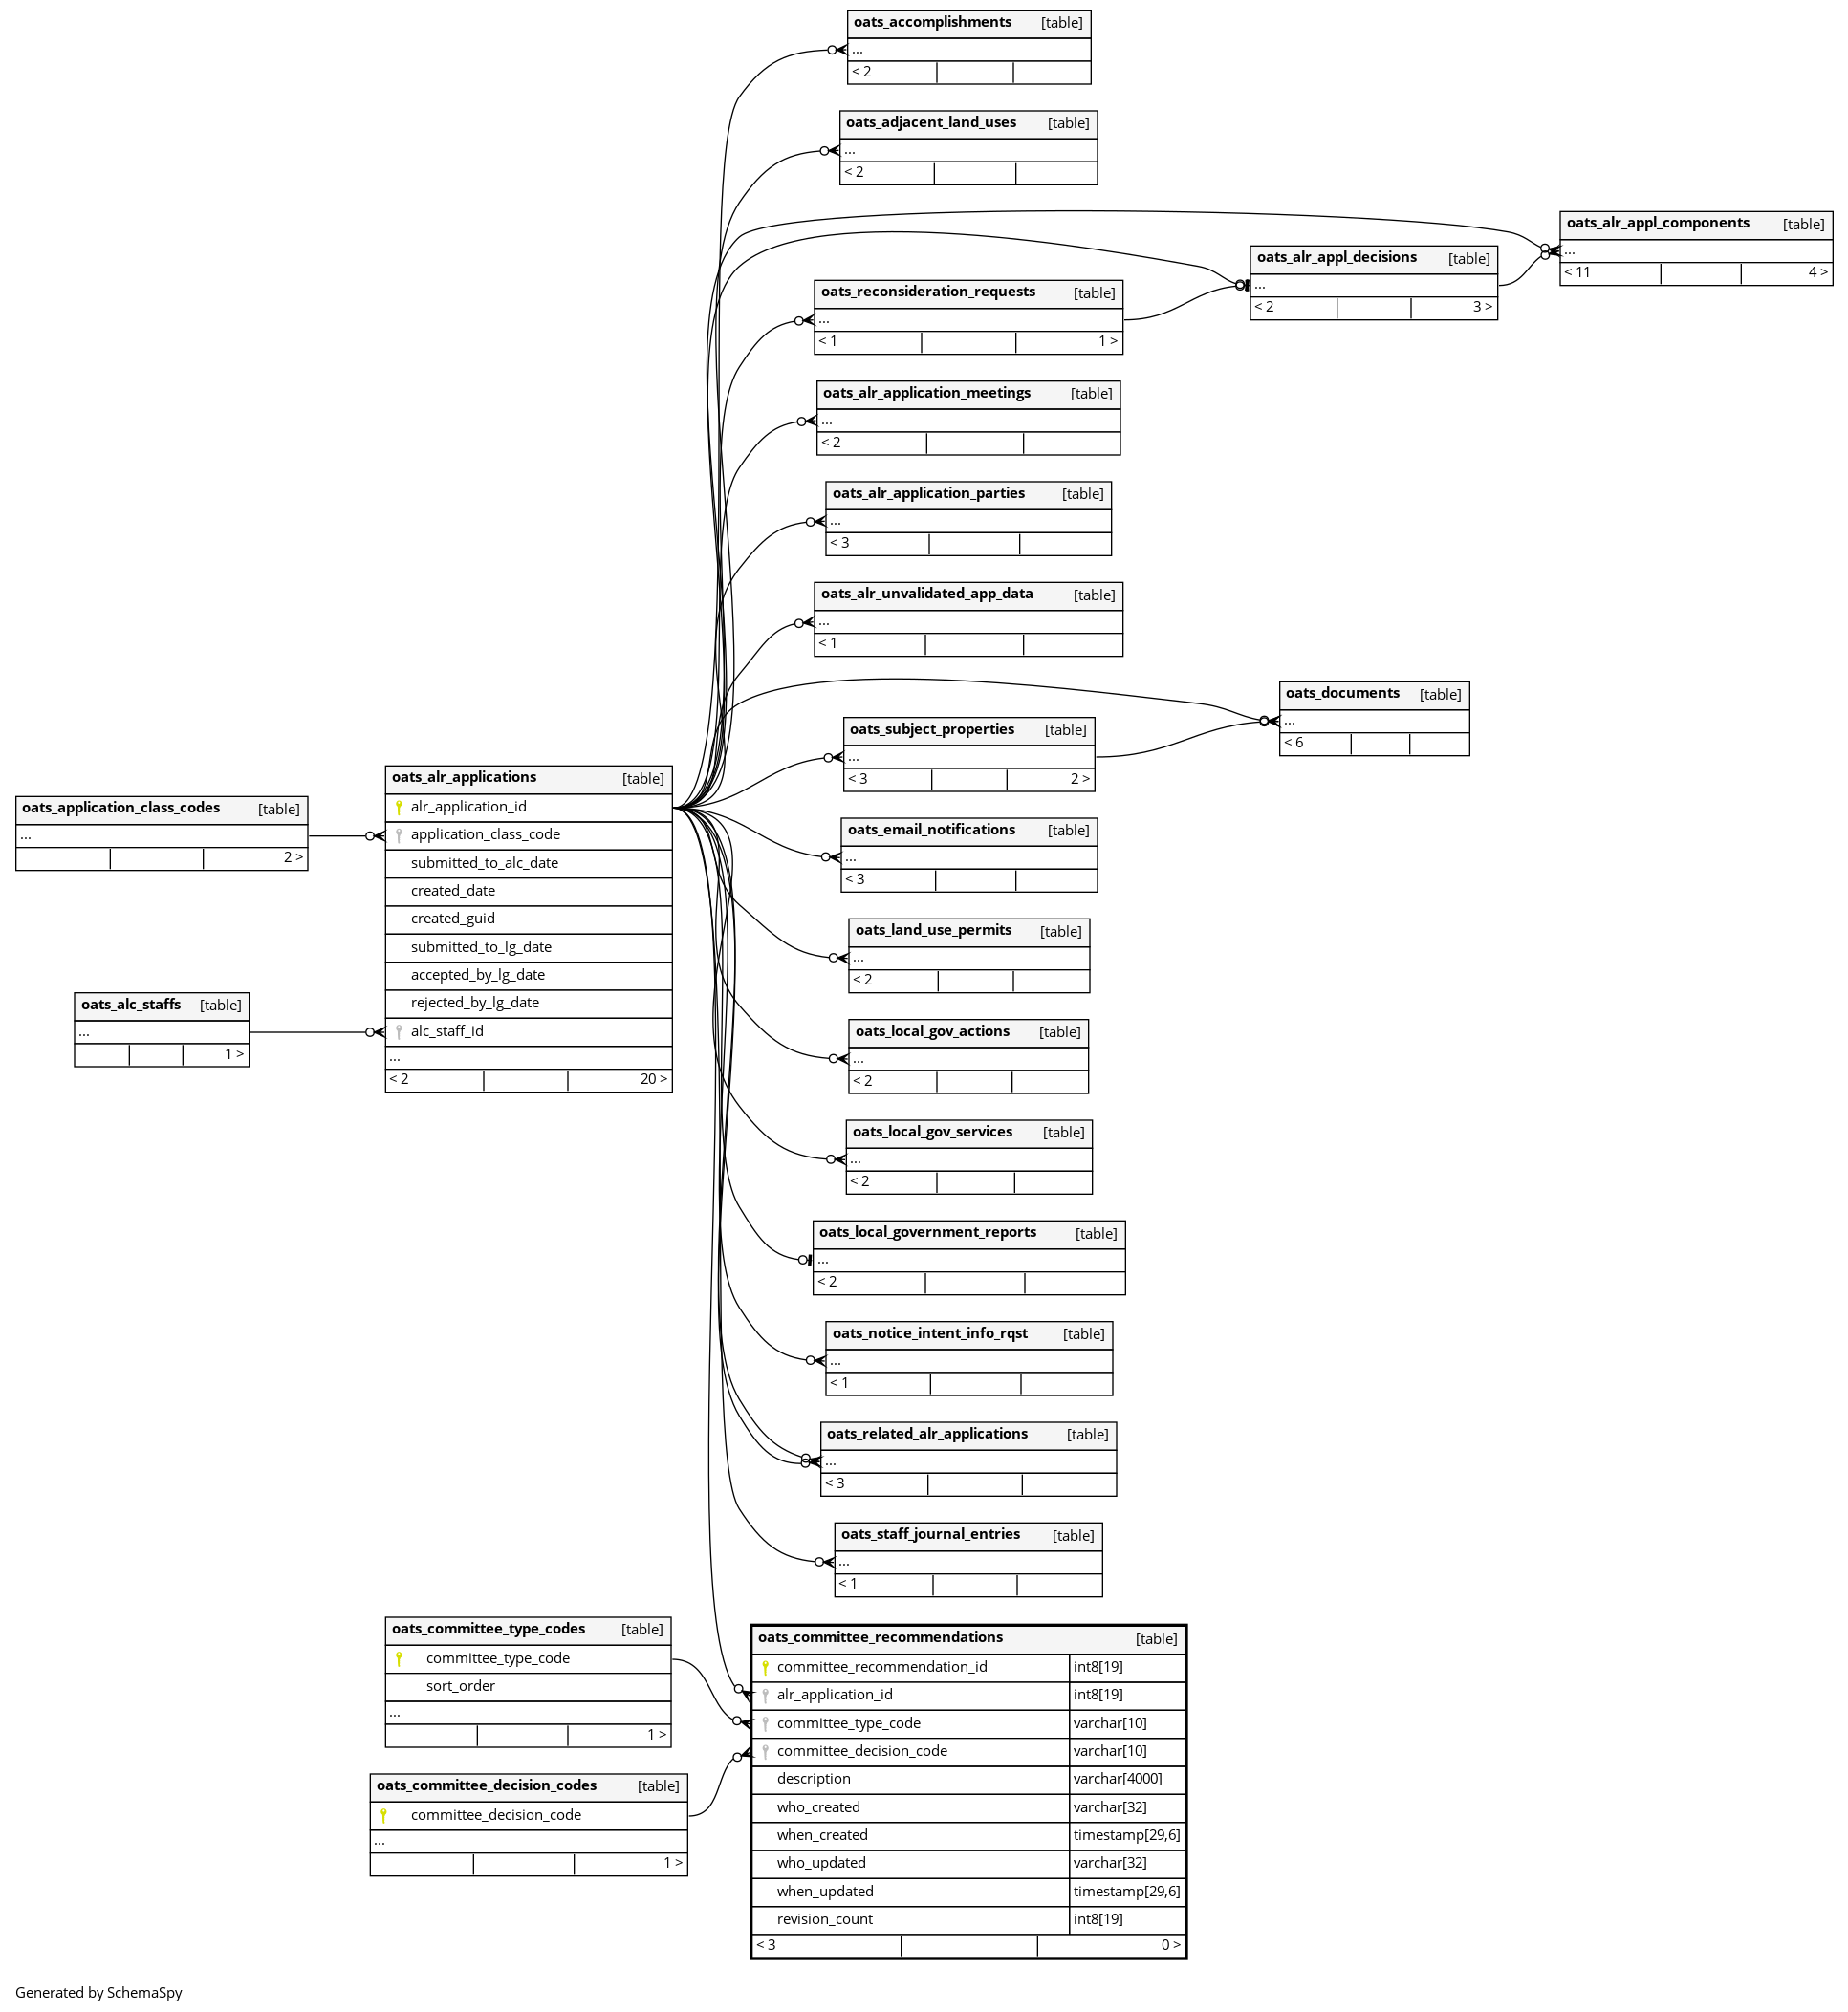 oats_accomplishments [table]
...
< 2
oats_adjacent_land_uses [table]
...
< 2
oats_alr_appl_components [table]
...
< 11 4 >
oats_alr_appl_decisions [table]
...
< 2 3 >
oats_reconsideration_requests [table]
...
< 1 1 >
oats_alr_application_meetings [table]
...
< 2
oats_alr_application_parties [table]
...
< 3
oats_alr_unvalidated_app_data [table]
...
< 1
oats_documents [table]
...
< 6
oats_subject_properties [table]
...
< 3 2 >
oats_alr_applications [table]
alr_application_id
application_class_code
submitted_to_alc_date
created_date
created_guid
submitted_to_lg_date
accepted_by_lg_date
rejected_by_lg_date
alc_staff_id
...
< 2 20 >
oats_application_class_codes [table]
...
2 >
oats_alc_staffs [table]
...
1 >
oats_email_notifications [table]
...
< 3
oats_land_use_permits [table]
...
< 2
oats_local_gov_actions [table]
...
< 2
oats_local_gov_services [table]
...
< 2
oats_local_government_reports [table]
...
< 2
oats_notice_intent_info_rqst [table]
...
< 1
oats_related_alr_applications [table]
...
< 3
oats_staff_journal_entries [table]
...
< 1
oats_committee_type_codes [table]
committee_type_code
sort_order
...
1 >
oats_committee_decision_codes [table]
committee_decision_code
...
1 >
oats_committee_recommendations [table]
committee_recommendation_id int8[19]
alr_application_id int8[19]
committee_type_code varchar[10]
committee_decision_code varchar[10]
description varchar[4000]
who_created varchar[32]
when_created timestamp[29,6]
who_updated varchar[32]
when_updated timestamp[29,6]
revision_count int8[19]
< 3 0 >
Generated by SchemaSpy